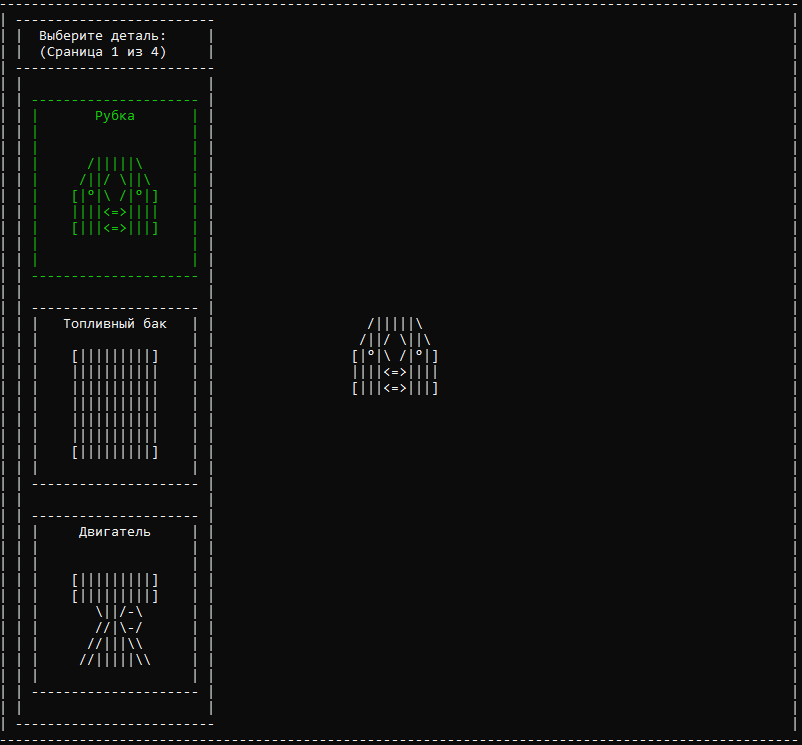 Выберите деталь:
(Сраница 1 из 4)
Рубка
Топливный бак
Двигатель